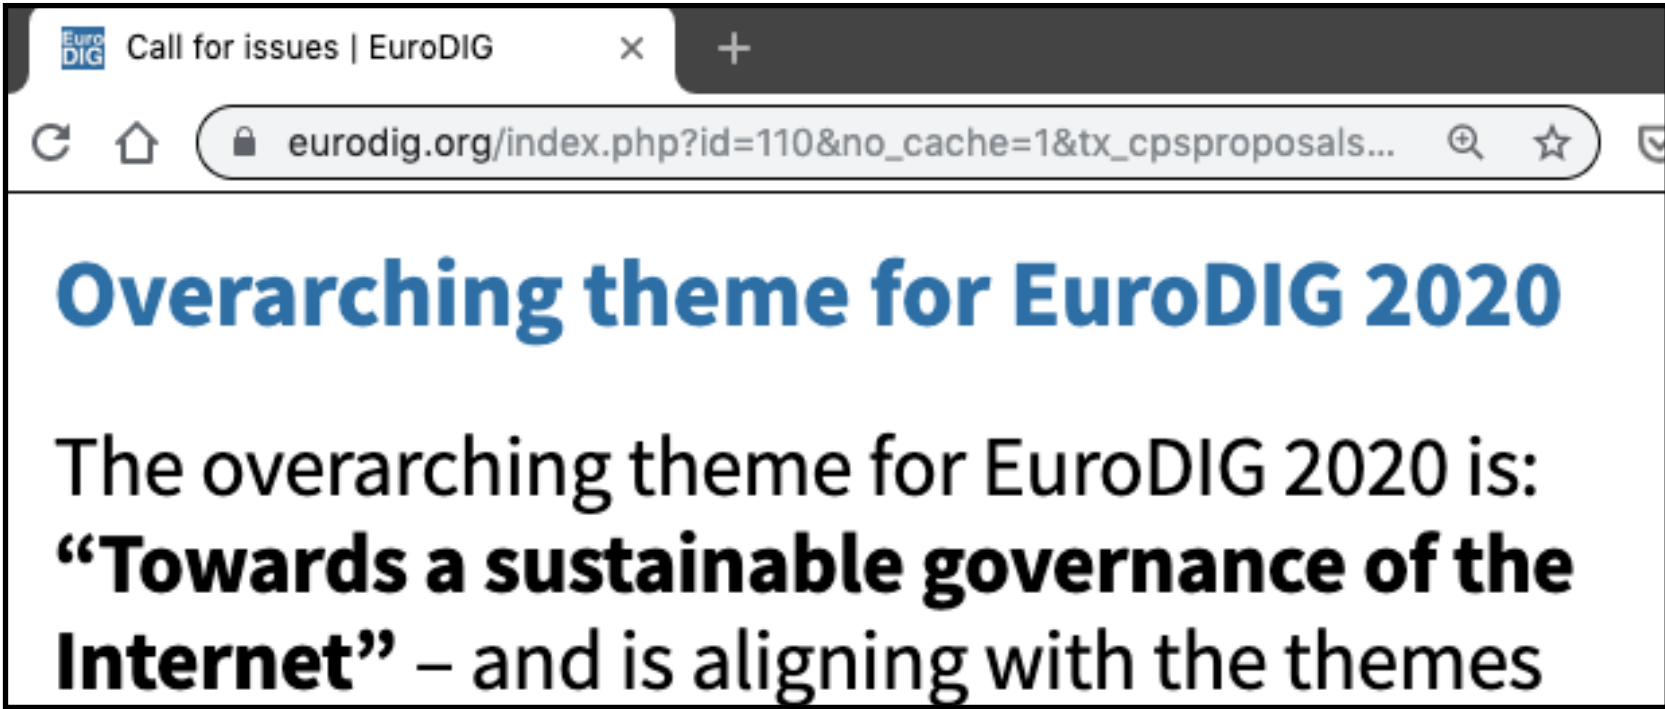 Euro
DIG
Call for issues | EuroDIG
eurodig.org/index.php?id=110&no_cache=1&tx_cpsproposals...
Overarching theme for EuroDIG 2020
The overarching theme for EuroDIG 2020 is:
“Towards a sustainable governance of the
Internet” – and is aligning with the themes